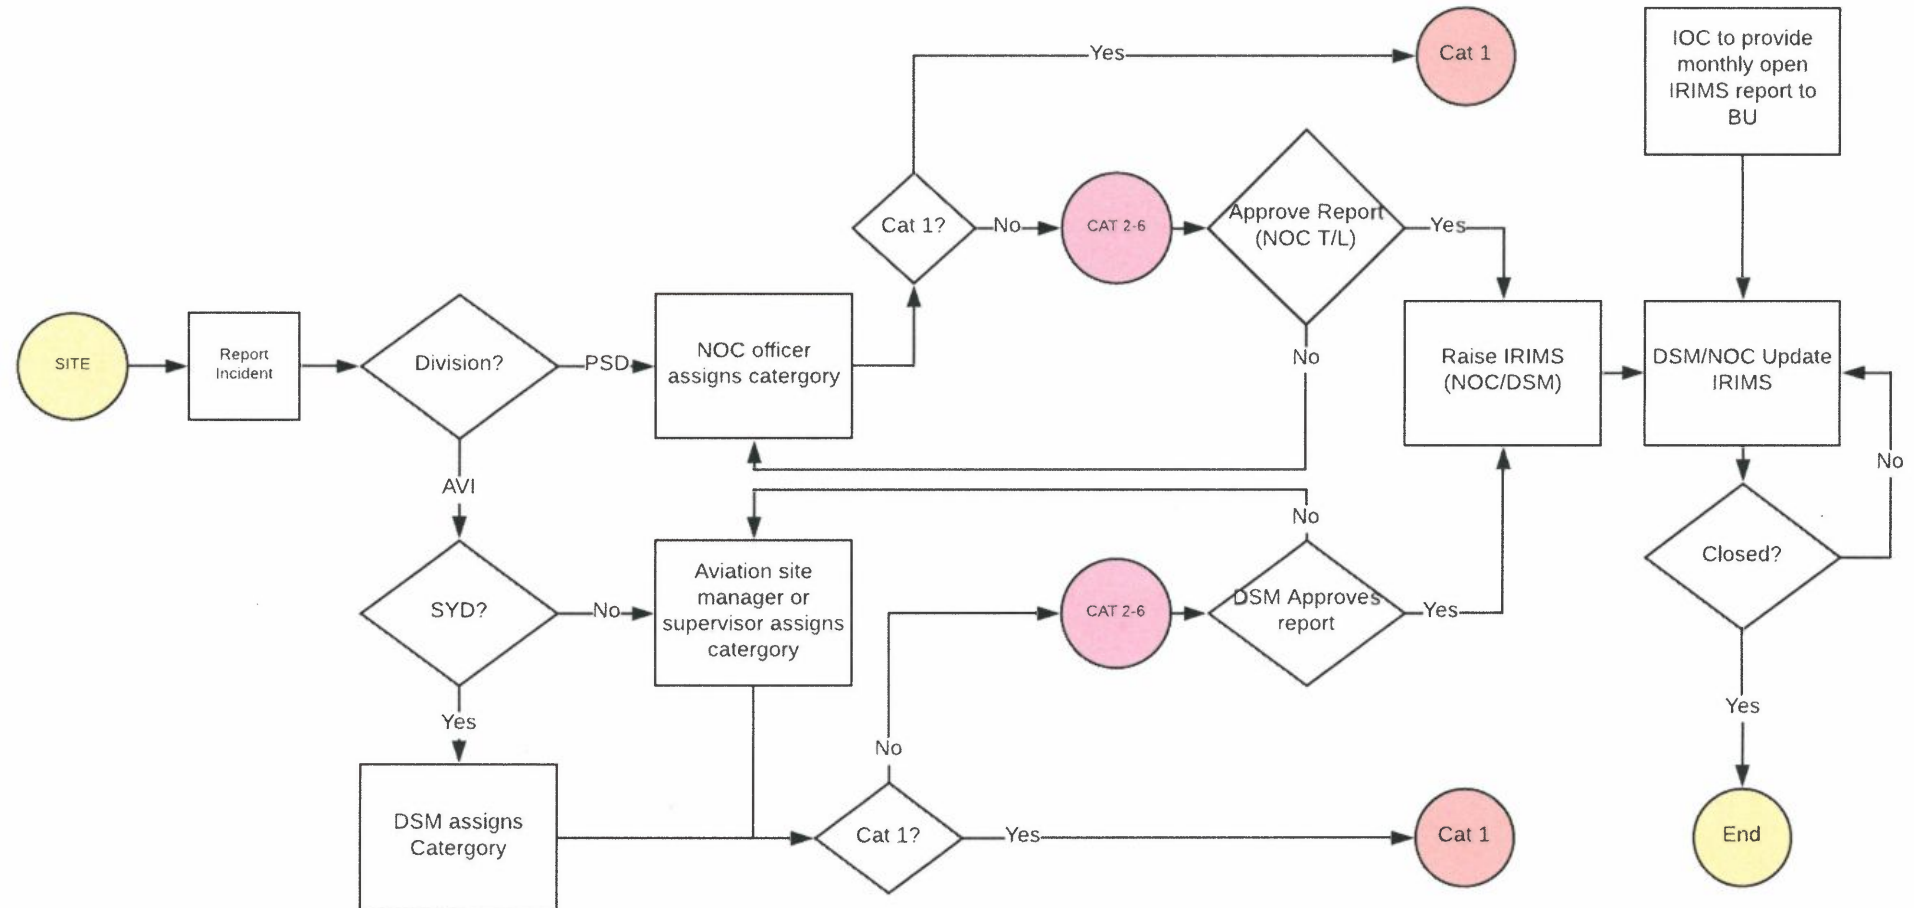 Yes
Cat 1
IOC to provide
monthly open
IRIMS report to
BU
Cat 1?
No
CAT 2-6
Approve Report
(NOC T/L)
Yes
SITE
Report
Incident
Division?
PSD
NOC officer
assigns catergory
No
Raise IRIMS
(NOC/DSM)
DSM/NOC Update
IRIMS
No
AVI
SYD?
No
Aviation site
manager or
supervisor assigns
catergory
No
CAT 2-6
DSM Approves
report
Yes
Closed?
Yes
Yes
DSM assigns
Catergory
No
Cat 1?
Yes
Cat 1
End